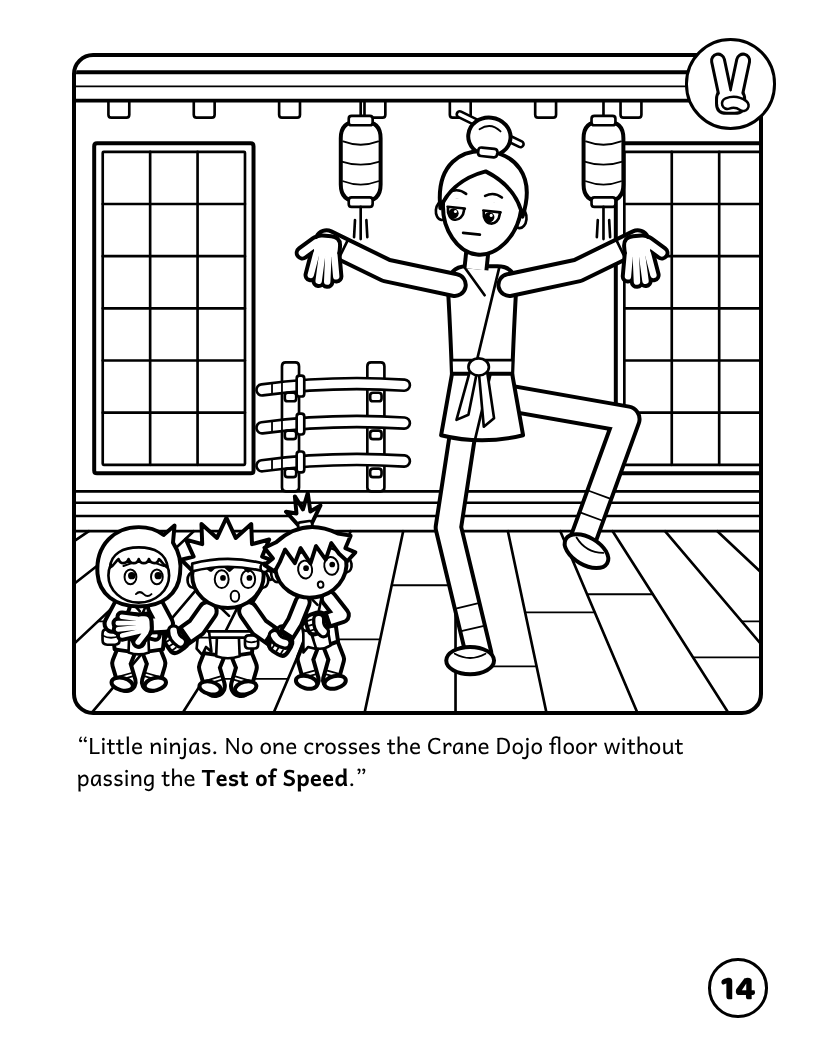 “Little ninjas. No one crosses the Crane Dojo floor without
passing the Test of Speed.”
14